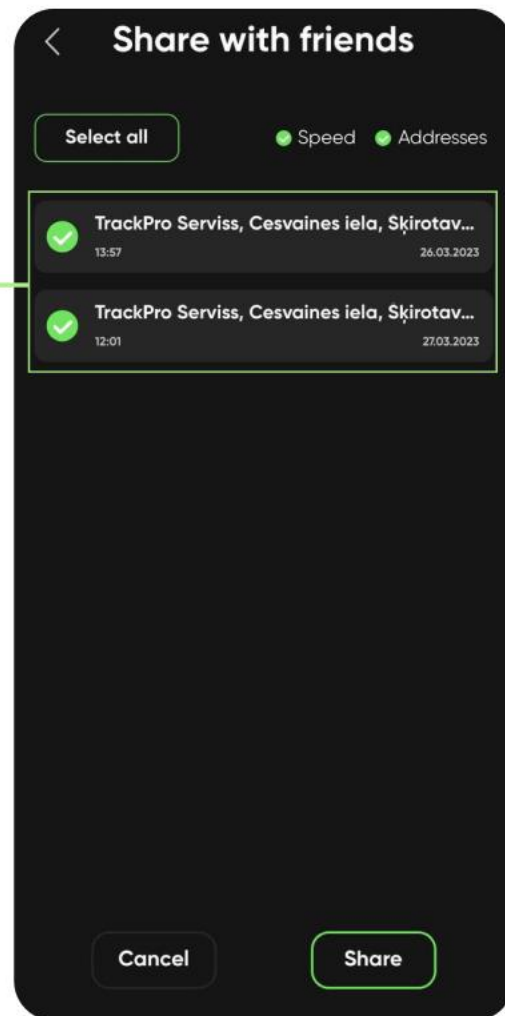 Share with friends
Select all
Speed
Addresses
TrackPro Serviss, Cesvaines iela, Šķirotav...
13:57
26.03.2023
TrackPro Serviss, Cesvaines iela, Šķirotav...
12:01
27.03.2023
Cancel
Share